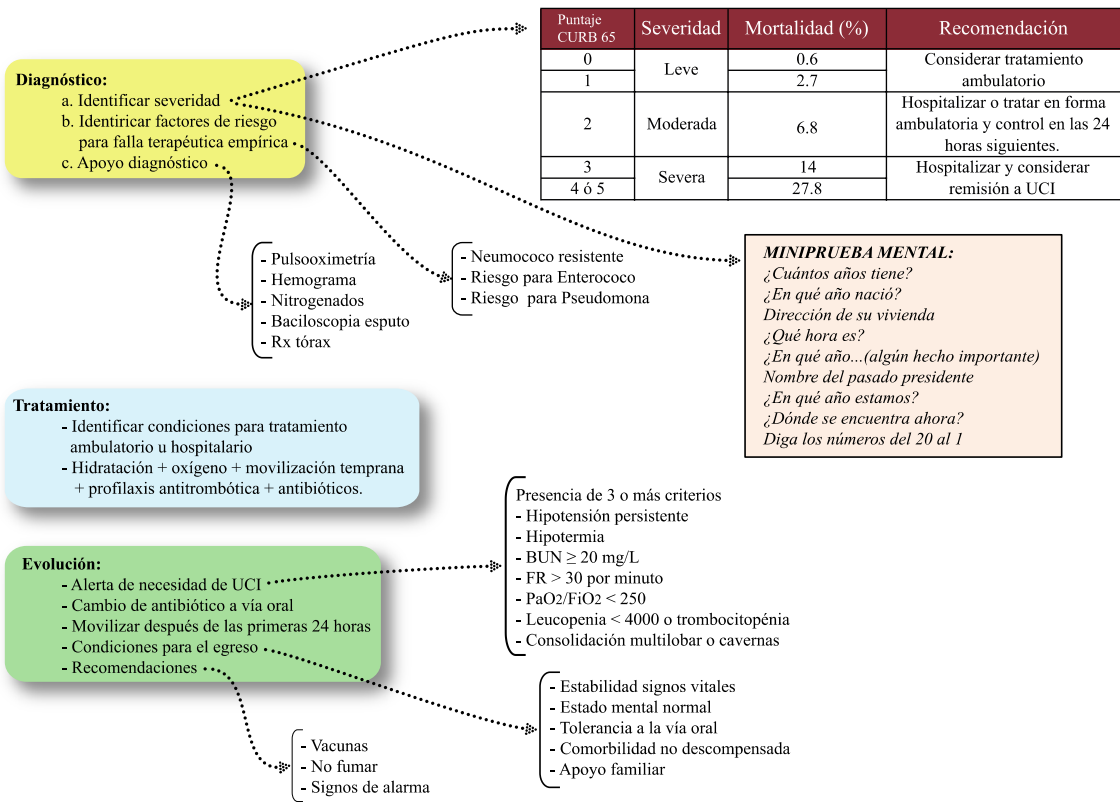 Diagnóstico:
a. Identificar severidad
b. Identiricar factores de riesgo
para falla terapéutica empírica
c. Apoyo diagnóstico
Puntaje
CURB 65
Severidad
Mortalidad (%)
Recomendación
0
Leve
0.6
Considerar tratamiento
ambulatorio
1
2.7
2
Moderada
6.8
Hospitalizar o tratar en forma
ambulatoria y control en las 24
horas siguientes.
3
Severa
14
Hospitalizar y considerar
remisión a UCI
4 ó 5
27.8
- Pulsooximetría
- Hemograma
- Nitrogenados
- Baciloscopia esputo
- Rx tórax
- Neumococo resistente
- Riesgo para Enterococo
- Riesgo para Pseudomona
MINIPRUEBA MENTAL:
¿Cuántos años tiene?
¿En qué año nació?
Dirección de su vivienda
¿Qué hora es?
¿En qué año...(algún hecho importante)
Nombre del pasado presidente
¿En qué año estamos?
¿Dónde se encuentra ahora?
Diga los números del 20 al 1
Tratamiento:
- Identificar condiciones para tratamiento
ambulatorio u hospitalario
- Hidratación + oxígeno + movilización temprana
+ profilaxis antitrombótica + antibióticos.
Evolución:
- Alerta de necesidad de UCI
- Cambio de antibiótico a vía oral
- Movilizar después de las primeras 24 horas
- Condiciones para el egreso
- Recomendaciones
Presencia de 3 o más criterios
- Hipotensión persistente
- Hipotermia
- BUN ≥ 20 mg/L
- FR > 30 por minuto
- PaO2/FiO2 < 250
- Leucopenia < 4000 o trombocitopénia
- Consolidación multilobar o cavernas
- Estabilidad signos vitales
- Estado mental normal
- Tolerancia a la vía oral
- Comorbilidad no descompensada
- Apoyo familiar
- Vacunas
- No fumar
- Signos de alarma